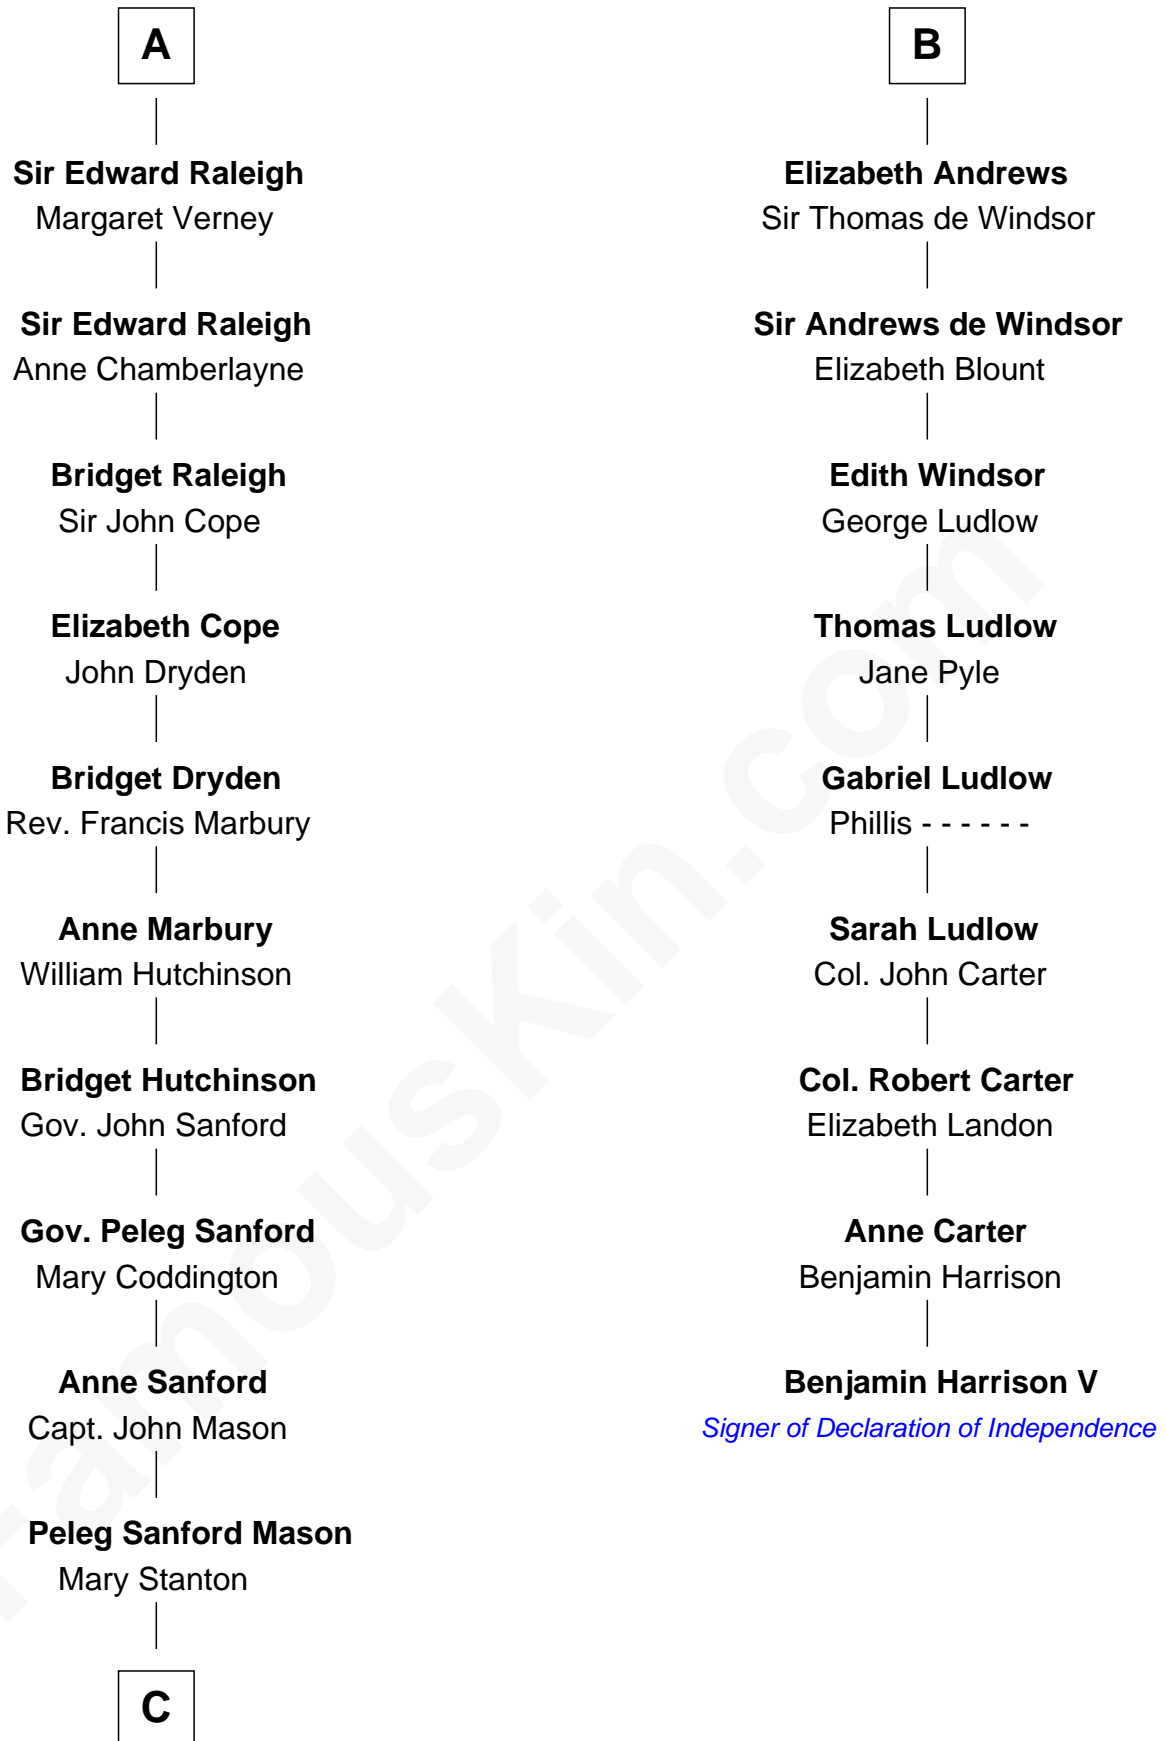 A
Sir Edward Raleigh
Margaret Verney
Sir Edward Raleigh
Anne Chamberlayne
Bridget Raleigh
Sir John Cope
Elizabeth Cope
John Dryden
Bridget Dryden
Rev. Francis Marbury
Anne Marbury
William Hutchinson
Bridget Hutchinson
Gov. John Sanford
Gov. Peleg Sanford
Mary Coddington
Anne Sanford
Capt. John Mason
Peleg Sanford Mason
Mary Stanton
C
B
Elizabeth Andrews
Sir Thomas de Windsor
Sir Andrews de Windsor
Elizabeth Blount
Edith Windsor
George Ludlow
Thomas Ludlow
Jane Pyle
Gabriel Ludlow
Phillis - - - - - -
Sarah Ludlow
Col. John Carter
Col. Robert Carter
Elizabeth Landon
Anne Carter
Benjamin Harrison
Benjamin Harrison V
Signer of Declaration of Independence
FamousKin.com